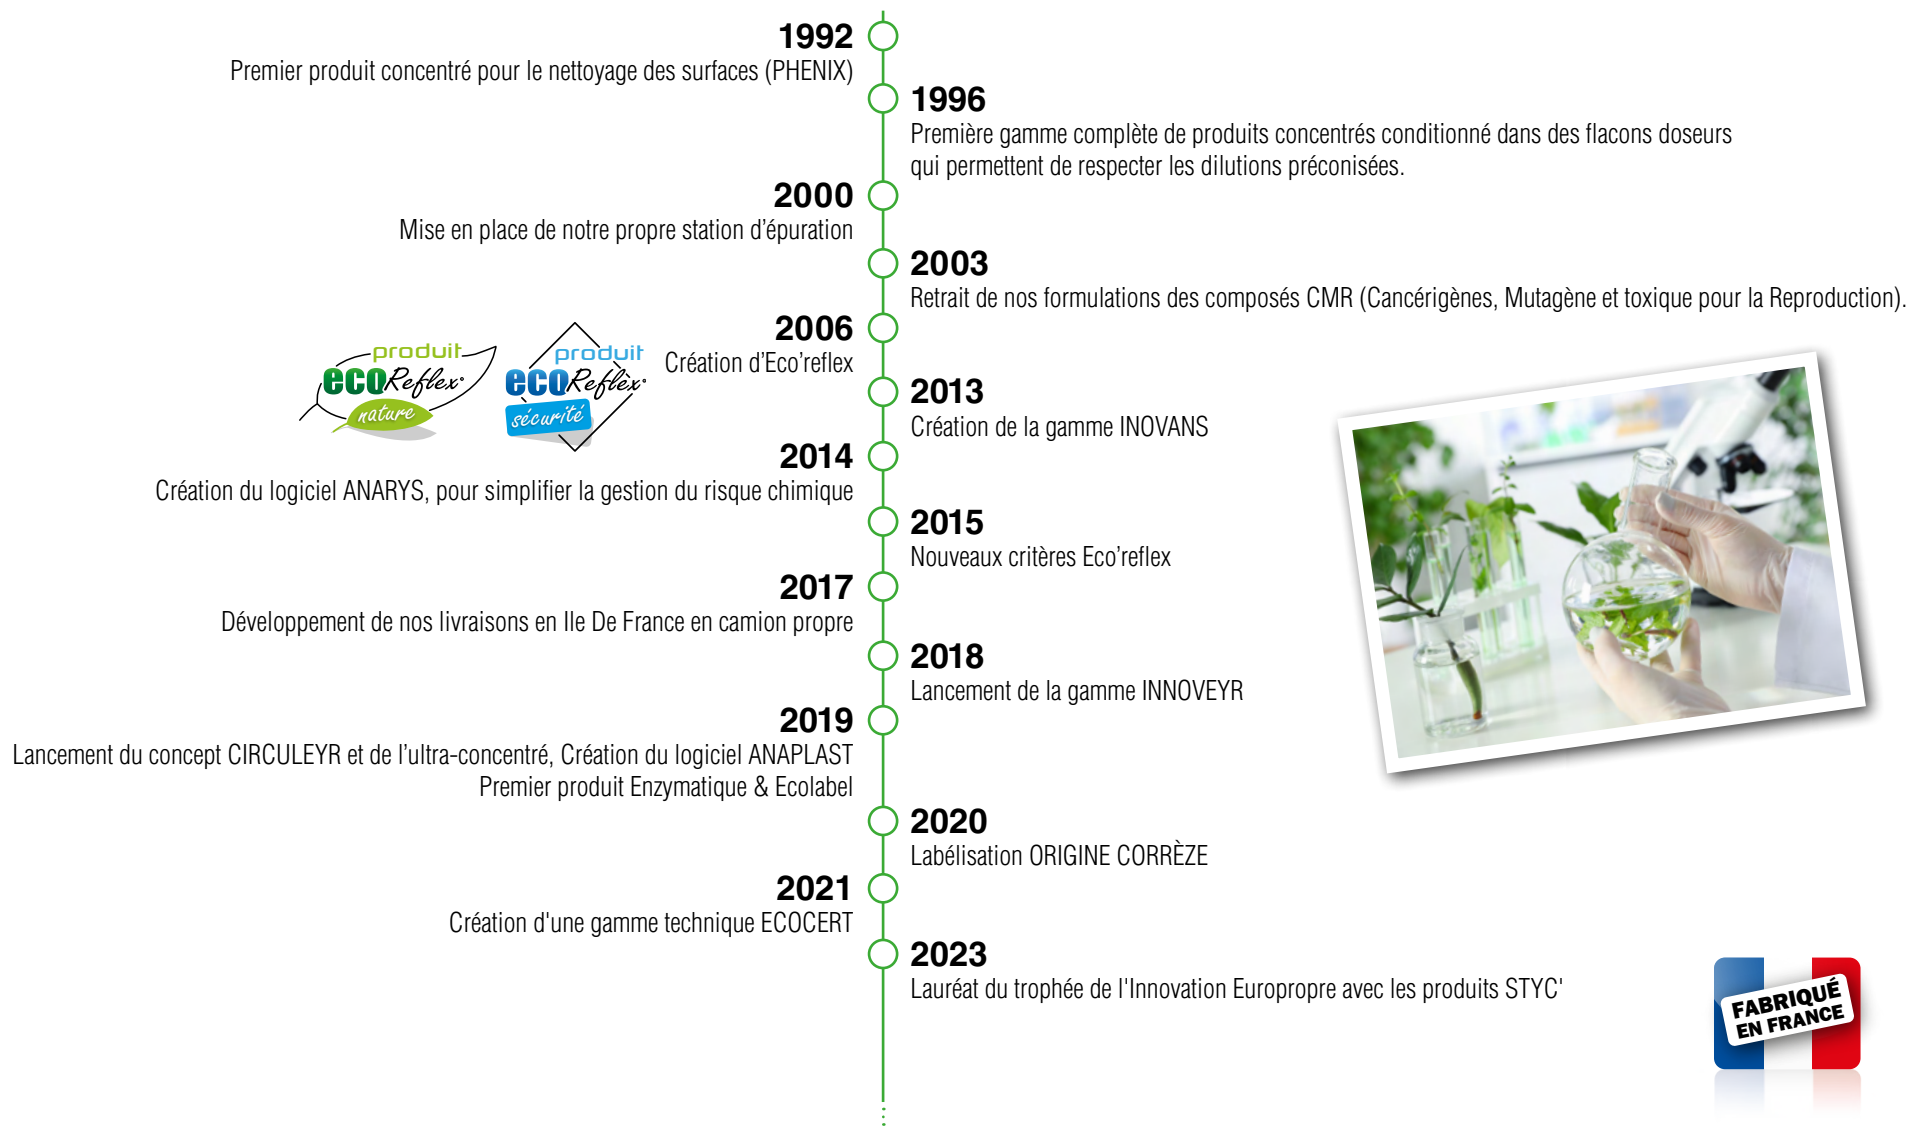 1992
Premier produit concentré pour le nettoyage des surfaces (PHENIX)
1996
Première gamme complète de produits concentrés conditionné dans des flacons doseurs
qui permettent de respecter les dilutions préconisées.
2000
Mise en place de notre propre station d’épuration
2003
Retrait de nos formulations des composés CMR (Cancérigènes, Mutagène et toxique pour la Reproduction).
2006
Création d’Eco’reflex
produit
ecoReflex®
nature
produit
ecoReflèx®
sécurité
2013
Création de la gamme INOVANS
2014
Création du logiciel ANARYS, pour simplifier la gestion du risque chimique
2015
Nouveaux critères Eco’reflex
2017
Développement de nos livraisons en Ile De France en camion propre
2018
Lancement de la gamme INNOVEYR
2019
Lancement du concept CIRCULEYR et de l’ultra-concentré, Création du logiciel ANAPLAST
Premier produit Enzymatique & Ecolabel
2020
Labélisation ORIGINE CORRÈZE
2021
Création d'une gamme technique ECOCERT
2023
Lauréat du trophée de l'Innovation Europropre avec les produits STYC'
FABRIQUÉ
EN FRANCE